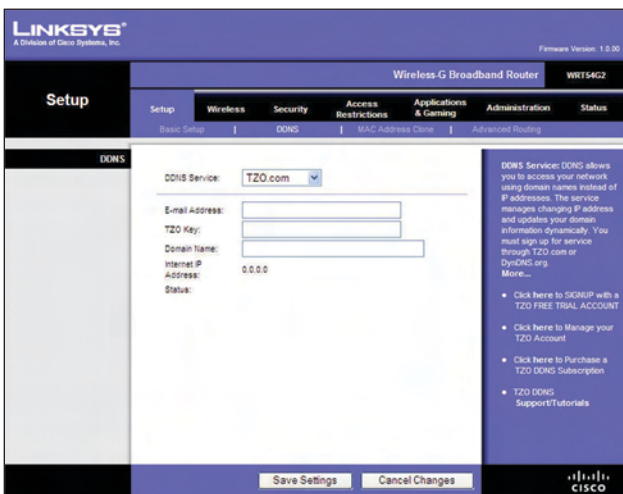 LINKSYS®
A Division of Cisco Systems, Inc.
Firmware Version: 1.0.00
Wireless-G Broadband Router
WRT54G2
Setup
Setup
Wireless
Security
Access Restrictions
Applications & Gaming
Administration
Status
Basic Setup | DDNS | MAC Address Clone | Advanced Routing
DDNS
DDNS Service: TZO.com
E-mail Address:
TZO Key:
Domain Name:
Internet IP
Address: 0.0.0.0
Status:
DDNS Service: DDNS allows
you to access your network
using domain names instead of
IP addresses. The service
manages changing IP address
and updates your domain
information dynamically. You
must sign up for service
through TZO.com or
DynDNS.org.
More...
Click here to SIGNUP with a
TZO FREE TRIAL ACCOUNT
Click here to Manage your
TZO Account
Click here to Purchase a
TZO DDNS Subscription
TZO DDNS
Support/Tutorials
Save Settings
Cancel Changes
CISCO